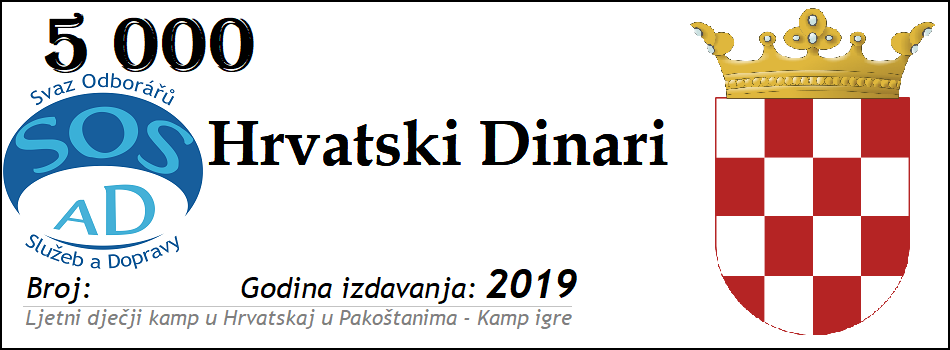 5 000
Svaz Odborářů
SOS
AD
Služeb a Dopravy
Hrvatski Dinari
Broj: Godina izdavanja: 2019
Ljetni dječji kamp u Hrvatskaj u Pakoštanima - Kamp igre